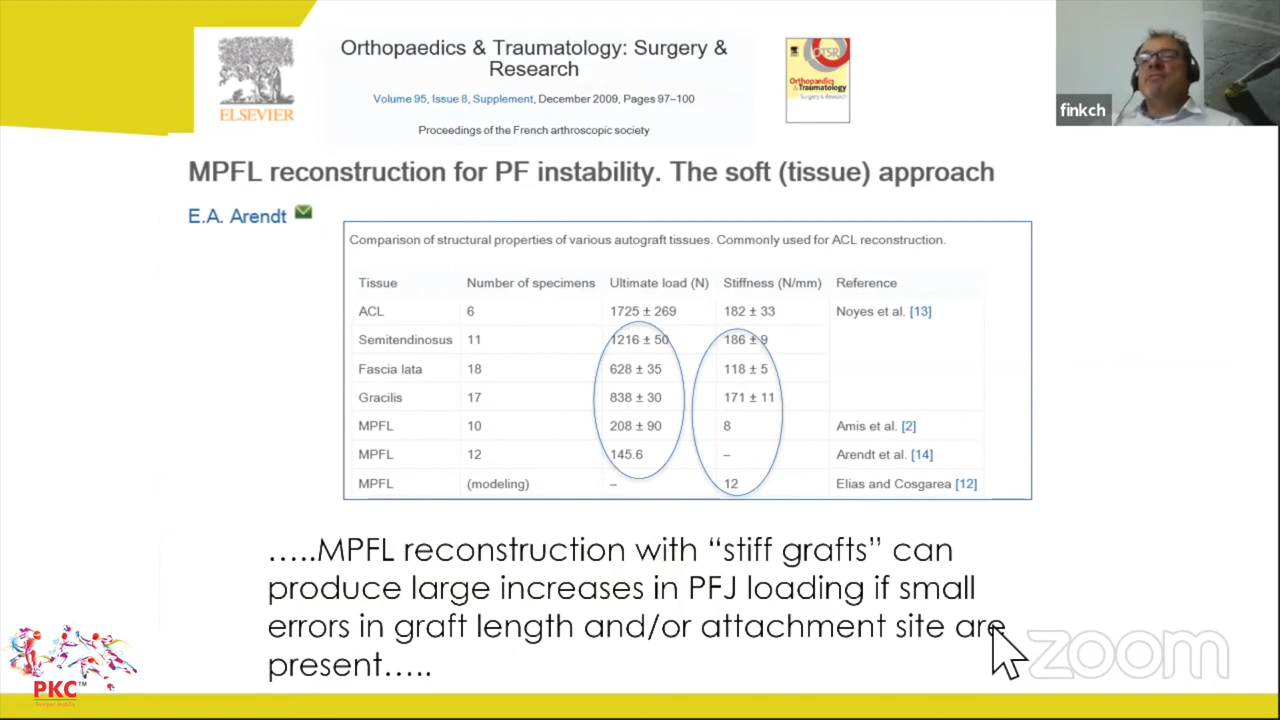 Orthopaedics & Traumatology: Surgery &
Research
Volume 95, Issue 8, Supplement, December 2009, Pages 97–100
Proceedings of the French arthroscopic society
ELSEVIER
OTSR
Orthopaedics
& Traumatology
Surgery & Research
finkch
MPFL reconstruction for PF instability. The soft (tissue) approach
E.A. Arendt
Comparison of structural properties of various autograft tissues. Commonly used for ACL reconstruction.
Tissue Number of specimens Ultimate load (N) Stiffness (N/mm) Reference
ACL 6 1725 ± 269 182 ± 33 Noyes et al. [13]
Semitendinosus 11 1216 ± 50 186 ± 9
Fascia lata 18 628 ± 35 118 ± 5
Gracilis 17 838 ± 30 171 ± 11
MPFL 10 208 ± 90 8 Amis et al. [2]
MPFL 12 145.6 – Arendt et al. [14]
MPFL (modeling) – 12 Elias and Cosgarea [12]
.....MPFL reconstruction with “stiff grafts” can
produce large increases in PFJ loading if small
errors in graft length and/or attachment site are
present.....
PKC™
zoom